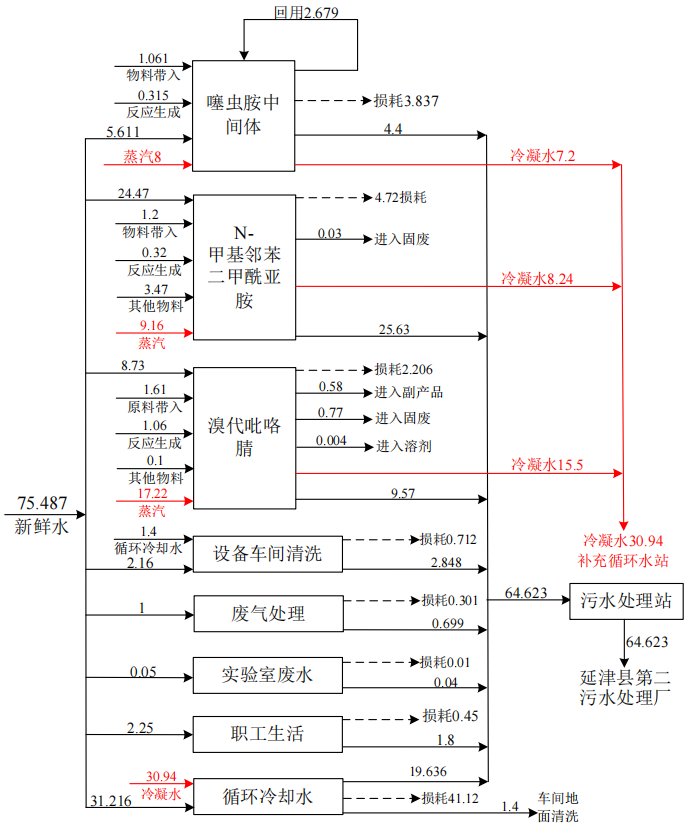 回用2.679
1.061
物料带入
0.315
反应生成
5.611
蒸汽8
噻虫胺中
间体
损耗3.837
4.4
冷凝水7.2
24.47
1.2
物料带入
0.32
反应生成
3.47
其他物料
9.16
蒸汽
N-
甲基邻苯
二甲酰亚
胺
4.72损耗
0.03
进入固废
冷凝水8.24
25.63
8.73
1.61
原料带入
1.06
反应生成
0.1
其他物料
17.22
蒸汽
溴代吡咯
腈
损耗2.206
0.58
进入副产品
0.77
进入固废
0.004
进入溶剂
冷凝水15.5
9.57
75.487
新鲜水
冷凝水30.94
补充循环水站
1.4
循环冷却水
2.16
设备车间清洗
损耗0.712
2.848
1
废气处理
损耗0.301
0.699
64.623
污水处理站
64.623
延津县第二
污水处理厂
0.05
实验室废水
损耗0.01
0.04
2.25
职工生活
损耗0.45
1.8
30.94
冷凝水
31.216
循环冷却水
19.636
损耗41.12
1.4
车间地
面清洗